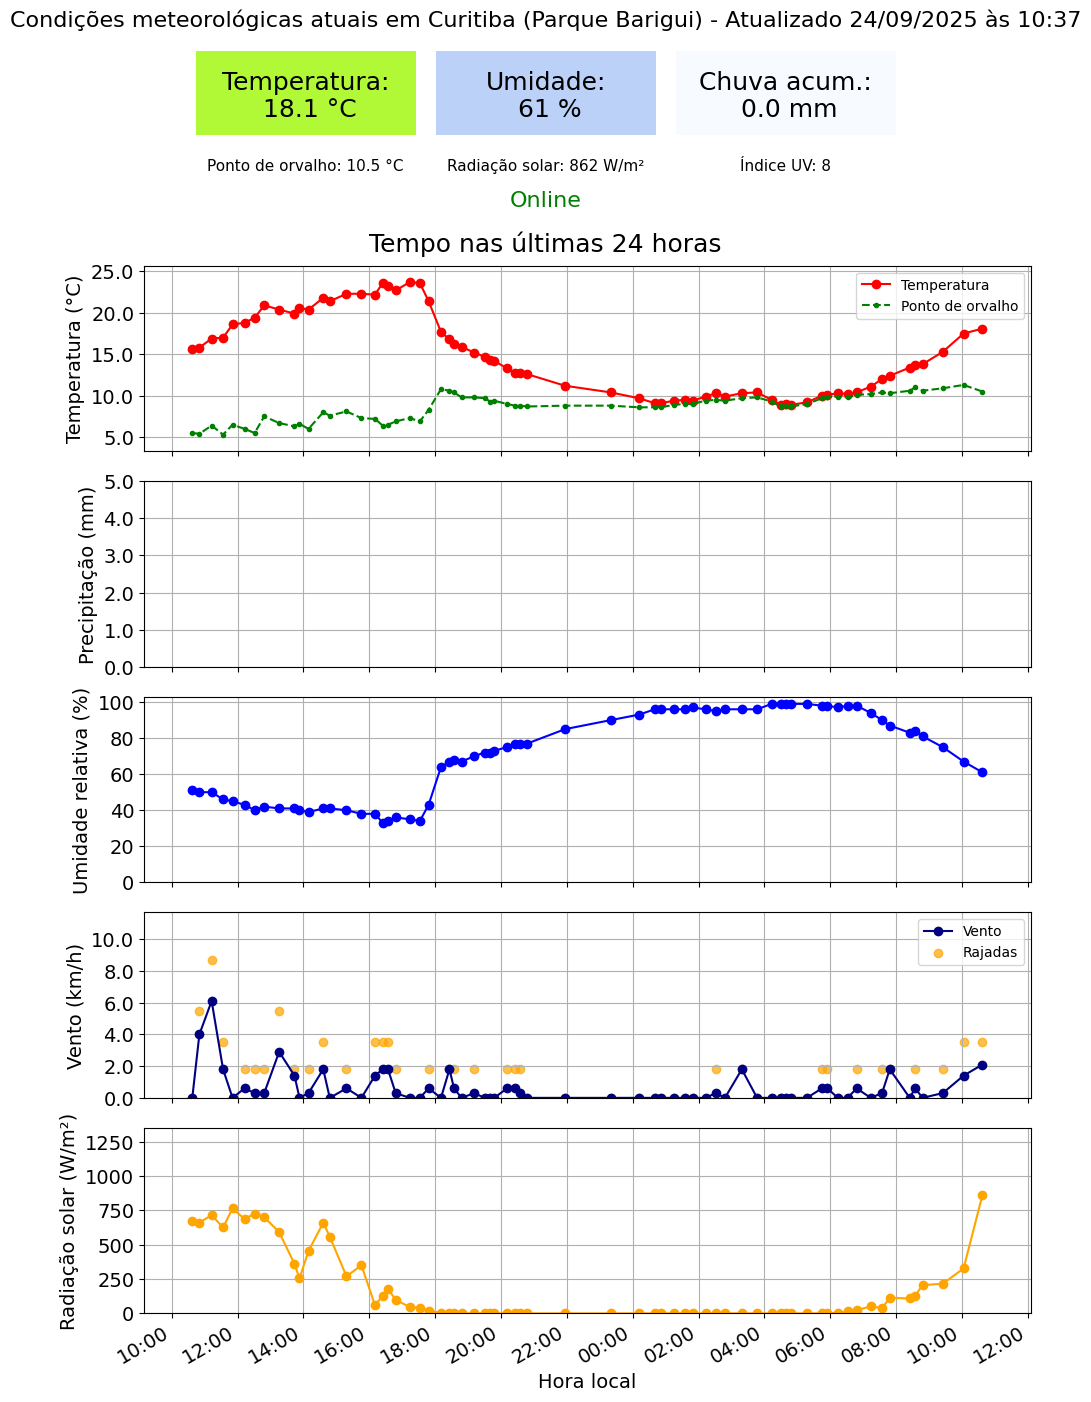 Condições meteorológicas atuais em Curitiba (Parque Barigui) - Atualizado 24/09/2025 às 10:37
Temperatura:
18.1 °C
Umidade:
61 %
Chuva acum.:
0.0 mm
Ponto de orvalho: 10.5 °C
Radiação solar: 862 W/m²
Índice UV: 8
Online
Tempo nas últimas 24 horas
Temperatura (°C)
25.0
20.0
15.0
10.0
5.0
Temperatura
Ponto de orvalho
Precipitação (mm)
5.0
4.0
3.0
2.0
1.0
0.0
Umidade relativa (%)
100
80
60
40
20
0
Vento (km/h)
10.0
8.0
6.0
4.0
2.0
0.0
Vento
Rajadas
Radiação solar (W/m²)
1250
1000
750
500
250
0
10:00
12:00
14:00
16:00
18:00
20:00
22:00
00:00
02:00
04:00
06:00
08:00
10:00
12:00
Hora local